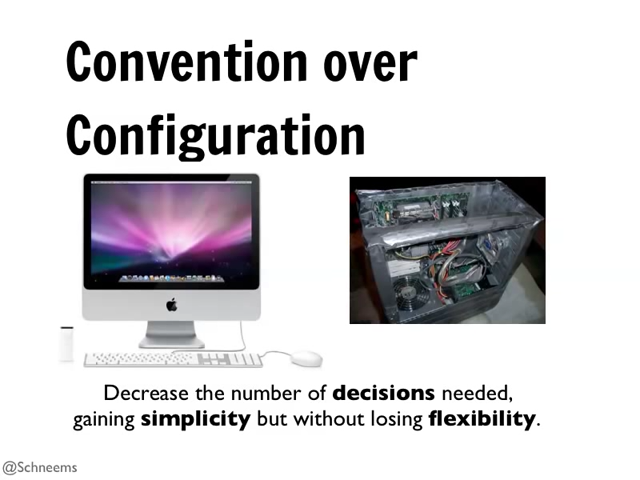 Convention over
Configuration
Decrease the number of decisions needed,
gaining simplicity but without losing flexibility.
@Schneems